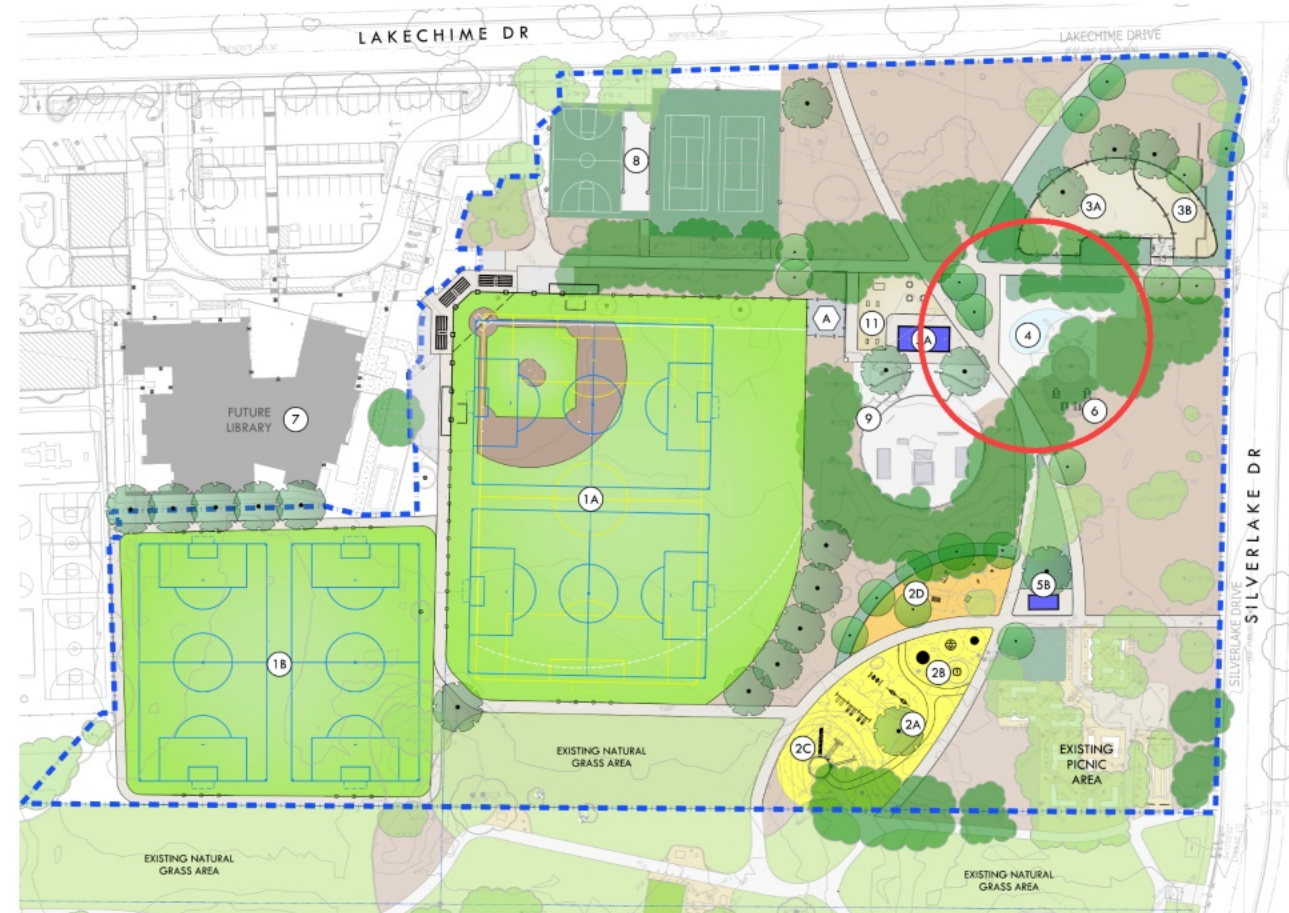 LAKECHIME DR
LAKECHIME DRIVE
8
3A
3B
A
11
4
6
9
FUTURE
LIBRARY
7
1A
SILVERLAKE DR
SILVERLAKE DRIVE
2D
5B
1B
2B
2A
2C
EXISTING NATURAL
GRASS AREA
EXISTING
PICNIC
AREA
EXISTING NATURAL
GRASS AREA
EXISTING NATURAL
GRASS AREA